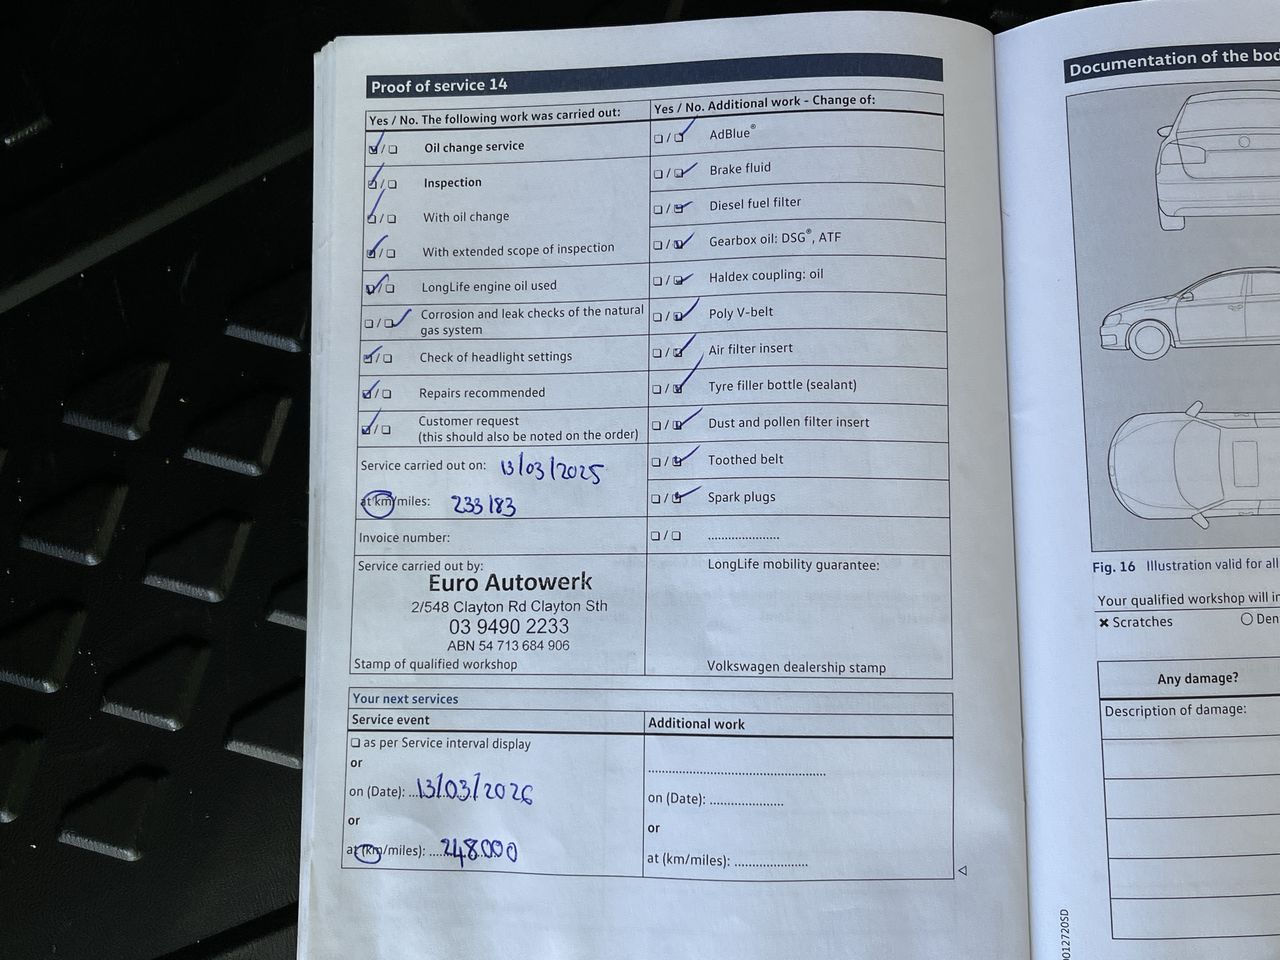 Proof of service 14
Yes / No. The following work was carried out:
Oil change service
Inspection
With oil change
With extended scope of inspection
LongLife engine oil used
Corrosion and leak checks of the natural
gas system
Check of headlight settings
Repairs recommended
Customer request
(this should also be noted on the order)
Service carried out on: 13/03/2025
at km/miles: 233183
Invoice number:
Service carried out by:
Euro Autowerk
2/548 Clayton Rd Clayton Sth
03 9490 2233
ABN 54 713 684 906
Stamp of qualified workshop
Yes / No. Additional work - Change of:
AdBlue®
Brake fluid
Diesel fuel filter
Gearbox oil: DSG®, ATF
Haldex coupling: oil
Poly V-belt
Air filter insert
Tyre filler bottle (sealant)
Dust and pollen filter insert
Toothed belt
Spark plugs
LongLife mobility guarantee:
Volkswagen dealership stamp
Your next services
Service event
as per Service interval display
or
on (Date): 13/03/2026
or
at (km/miles): 248000
Additional work
on (Date):
or
at (km/miles):
Documentation of the bod
Fig. 16 Illustration valid for all
Your qualified workshop will in
Scratches
Den
Any damage?
Description of damage:
012720SD